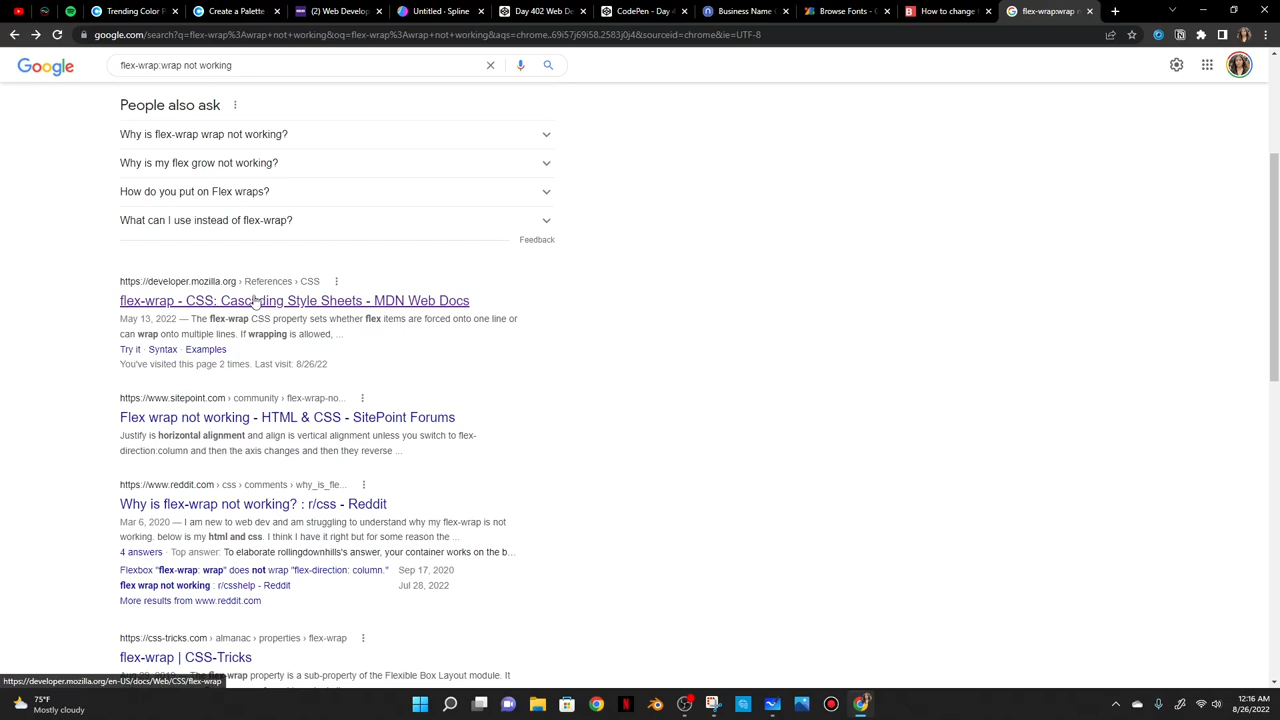 Create a wrap
Untitled - Spline
Day 402 Web De
CodePen - Day 4
Business Name G
Browse Fonts - G
How to change t
flex-wrap:wrap n
google.com/search?q=flex-wrap%3Awrap+not+working&oq=flex-wrap%3Awrap+not+working&aqs=chrome..69i57j69i58.2583j0j4&sourceid=chrome&ie=UTF-8
Google
flex-wrap:wrap not working
People also ask
Why is flex-wrap wrap not working?
Why is my flex grow not working?
How do you put on Flex wraps?
What can I use instead of flex-wrap?
Feedback
https://developer.mozilla.org › References › CSS
flex-wrap - CSS: Cascading Style Sheets - MDN Web Docs
May 13, 2022 — The flex-wrap CSS property sets whether flex items are forced onto one line or
can wrap onto multiple lines. If wrapping is allowed, ...
Try it · Syntax · Examples
You've visited this page 2 times. Last visit: 8/26/22
https://www.sitepoint.com › community › flex-wrap-no...
Flex wrap not working - HTML & CSS - SitePoint Forums
Justify is horizontal alignment and align is vertical alignment unless you switch to flex-
direction:column and then the axis changes and then they reverse ...
https://www.reddit.com › css › comments › why_is_fle...
Why is flex-wrap not working? : r/css - Reddit
Mar 6, 2020 — I am new to web dev and am struggling to understand why my flex-wrap is not
working. below is my html and css. I think I have it right but for some reason the ...
4 answers · Top answer: To elaborate rollingdownhills's answer, your container works on the b...
Flexbox "flex-wrap: wrap" does not wrap "flex-direction: column." Sep 17, 2020
flex wrap not working : r/csshelp - Reddit Jul 28, 2022
More results from www.reddit.com
https://css-tricks.com › almanac › properties › flex-wrap
flex-wrap | CSS-Tricks
flex-wrap property is a sub-property of the Flexible Box Layout module. It
https://developer.mozilla.org/en-US/docs/Web/CSS/flex-wrap
75°F
Mostly cloudy
12:16 AM
8/26/2022